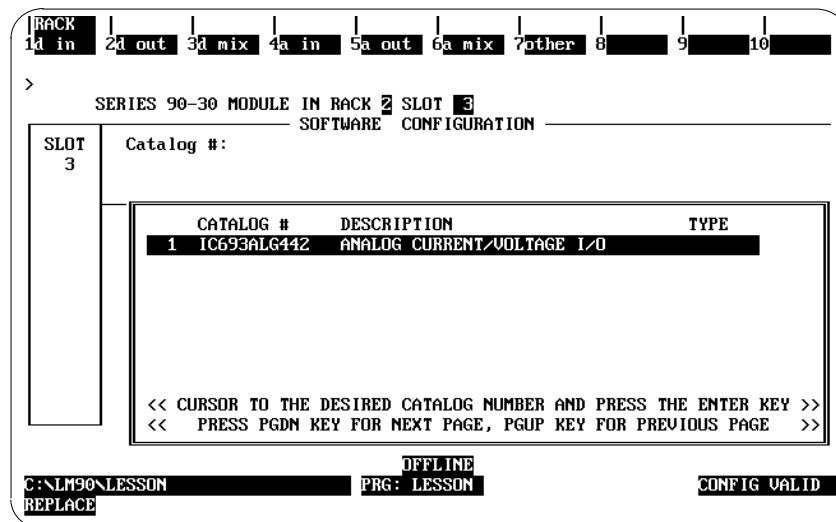 RACK
1d in 2d out 3d mix 4a in 5a out 6a mix 7other 8 9 10
>
SERIES 90-30 MODULE IN RACK 2 SLOT 3
SOFTWARE CONFIGURATION
SLOT Catalog #:
3
CATALOG # DESCRIPTION TYPE
1 IC693ALG442 ANALOG CURRENT/VOLTAGE I/O
<< CURSOR TO THE DESIRED CATALOG NUMBER AND PRESS THE ENTER KEY >>
<< PRESS PGDN KEY FOR NEXT PAGE, PGUP KEY FOR PREVIOUS PAGE >>
OFFLINE
C:\LM90\LESSON PRG: LESSON CONFIG VALID
REPLACE